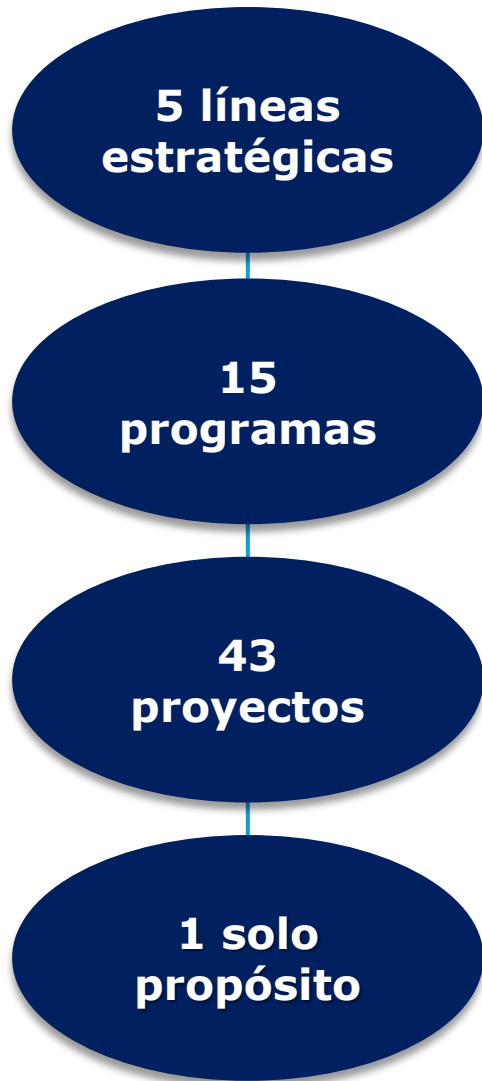 5 líneas
estratégicas
15
programas
43
proyectos
1 solo
propósito